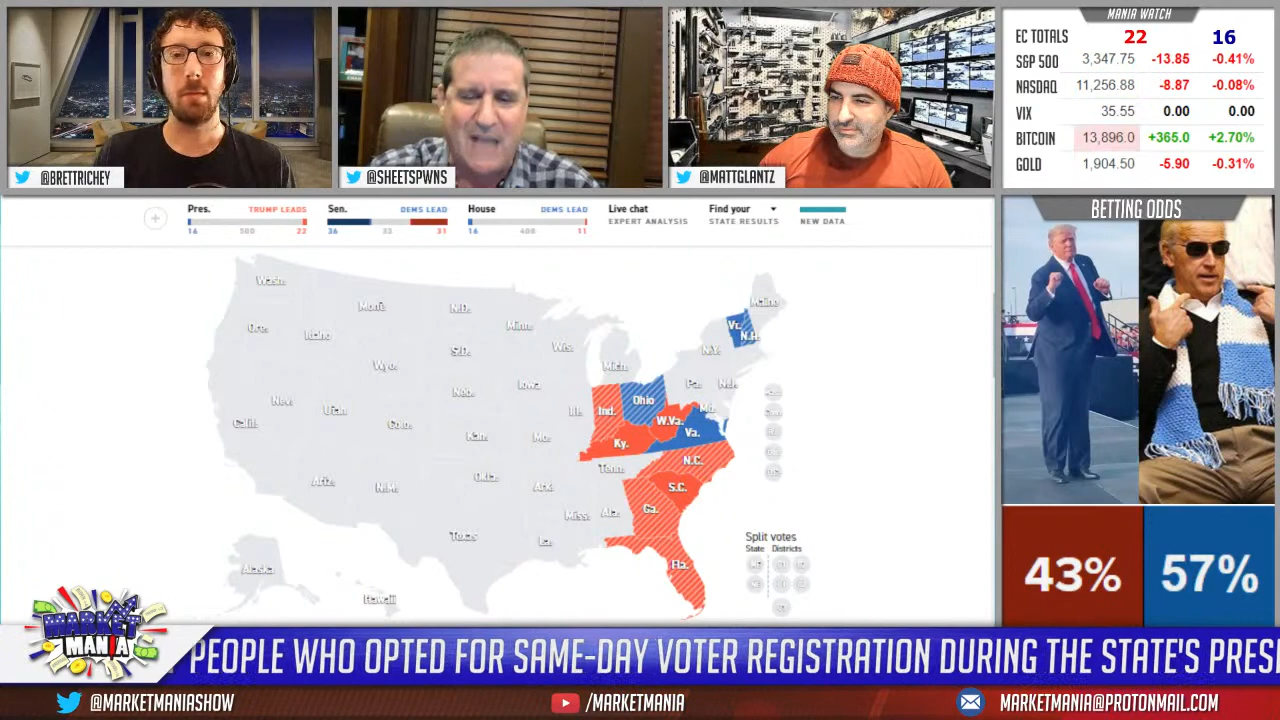 @BRETTRICHEY
@SHEETSPWNS
@MATTGLANTZ
MANIA WATCH
EC TOTALS 22 16
S&P 500 3,347.75 -13.85 -0.41%
NASDAQ 11,256.88 -8.87 -0.08%
VIX 35.55 0.00 0.00
BITCOIN 13,896.0 +365.0 +2.70%
GOLD 1,904.50 -5.90 -0.31%
Pres. TRUMP LEADS
16 500 22
Sen. DEMS LEAD
36 33 31
House DEMS LEAD
16 408 11
Live chat
EXPERT ANALYSIS
Find your
STATE RESULTS
NEW DATA
BETTING ODDS
Wash.
Mont.
N.D.
Minn.
Maine
Vt.
N.H.
Ore.
Idaho
S.D.
Wis.
N.Y.
Wyo.
Mich.
Neb.
Iowa
Pa.
N.J.
Nev.
Utah
Colo.
Ill.
Ind.
Ohio
Md.
Calif.
Kan.
Mo.
W.Va.
Va.
Ky.
N.C.
Tenn.
Ariz.
N.M.
Okla.
Ark.
S.C.
Miss.
Ala.
Ga.
Texas
La.
Fla.
Alaska
Hawaii
Split votes
State Districts
43% 57%
MARKET
MANIA
PEOPLE WHO OPTED FOR SAME-DAY VOTER REGISTRATION DURING THE STATE'S PRESI
@MARKETMANIASHOW
/MARKETMANIA
MARKETMANIA@PROTONMAIL.COM